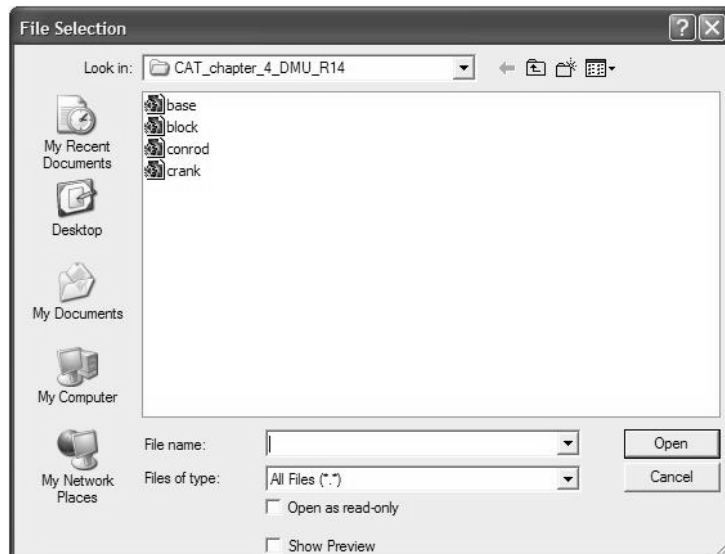 File Selection
Look in: CAT_chapter_4_DMU_R14
base
block
conrod
crank
My Recent
Documents
Desktop
My Documents
My Computer
My Network
Places
File name:
Open
Files of type: All Files (*.*)
Cancel
Open as read-only
Show Preview